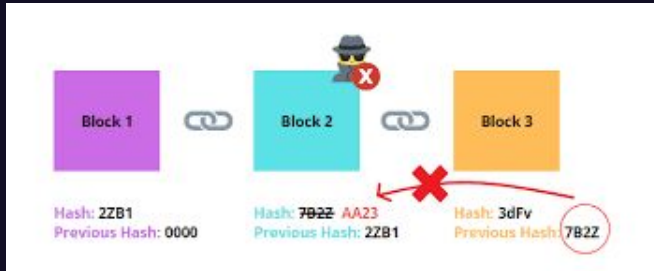 X
Block 1
Block 2
Block 3
Hash: 2ZB1
Previous Hash: 0000
Hash: 7B2Z AA23
Previous Hash: 2ZB1
Hash: 3dFv
Previous Hash: 7B2Z